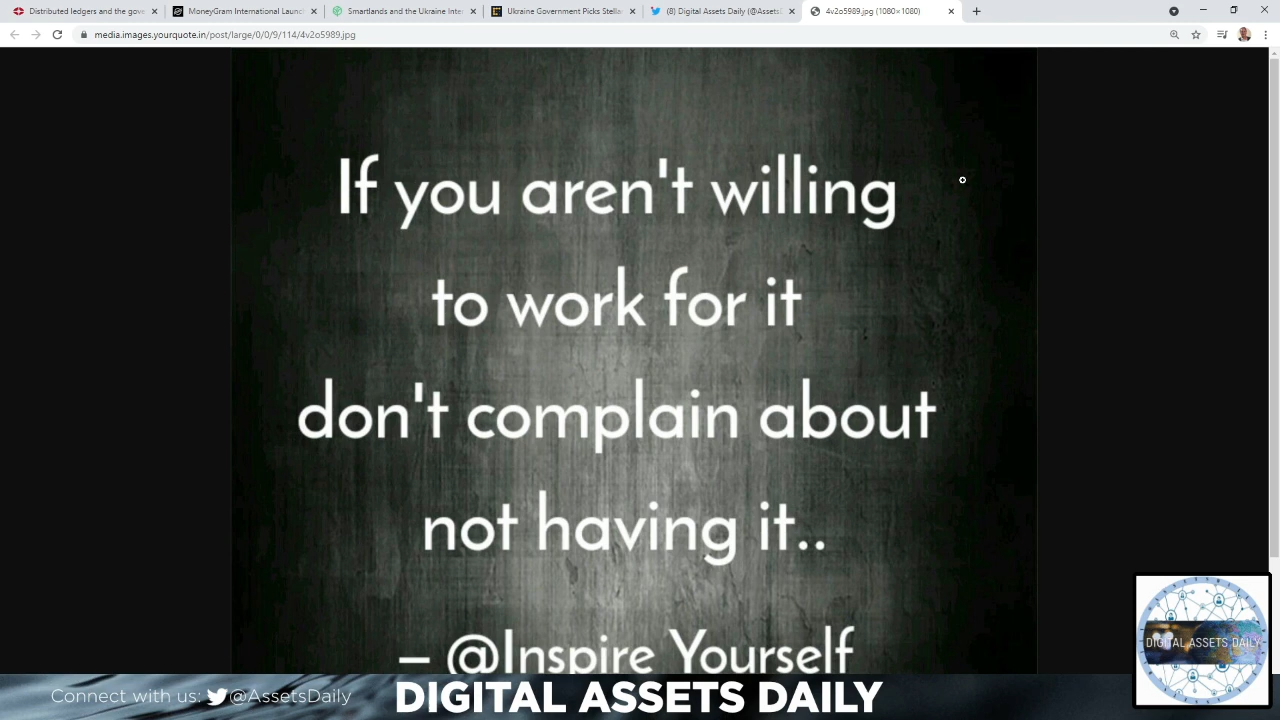 Distributed ledgers and the gove
MoneyGram International Launc
Smartlands and the Ukraine Inte
Ukraine Government Picks Stella
(8) Digital Assets Daily (@Assets
4v2o5989.jpg (1080×1080)
media.images.yourquote.in/post/large/0/0/9/114/4v2o5989.jpg
If you aren't willing
to work for it
don't complain about
not having it..
– @Inspire Yourself
DIGITAL ASSETS DAILY
Connect with us: @AssetsDaily
DIGITAL ASSETS DAILY